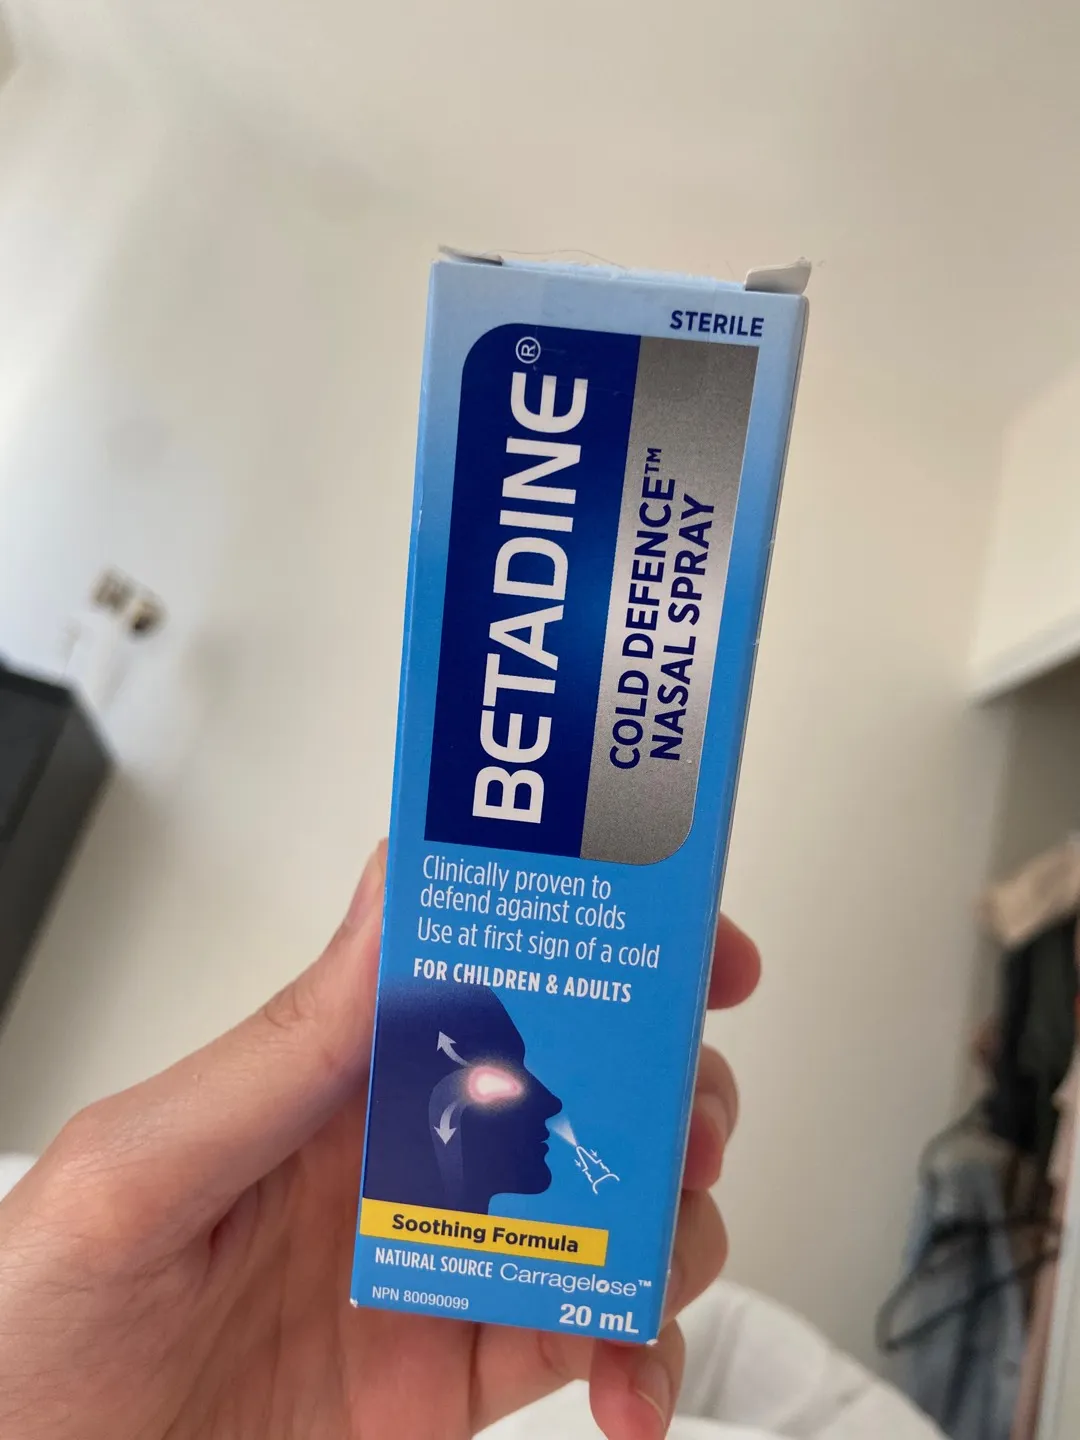 STERILE
BETADINE®
COLD DEFENCE™
NASAL SPRAY
Clinically proven to
defend against colds
Use at first sign of a cold
FOR CHILDREN & ADULTS
Soothing Formula
NATURAL SOURCE Carragelose™
NPN 80090099
20 mL